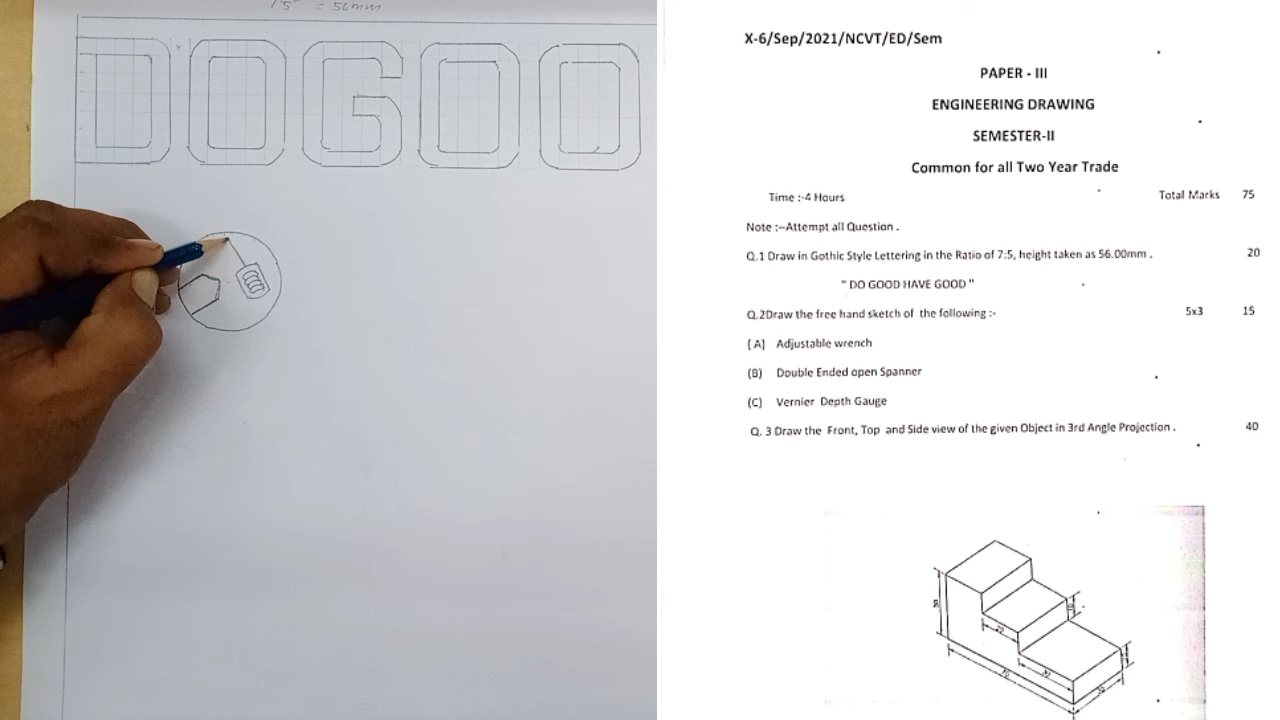 7:5 = 56mm
DOGOO
X-6/Sep/2021/NCVT/ED/Sem
PAPER - III
ENGINEERING DRAWING
SEMESTER-II
Common for all Two Year Trade
Time :-4 Hours Total Marks 75
Note :-Attempt all Question .
Q.1 Draw in Gothic Style Lettering in the Ratio of 7:5, height taken as 56.00mm . 20
" DO GOOD HAVE GOOD "
Q.2Draw the free hand sketch of the following :- 5x3 15
(A) Adjustable wrench
(B) Double Ended open Spanner
(C) Vernier Depth Gauge
Q. 3 Draw the Front, Top and Side view of the given Object in 3rd Angle Projection . 40